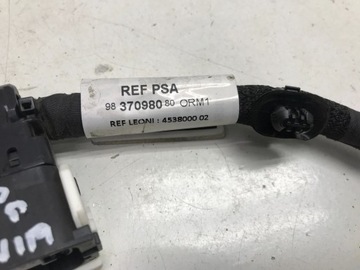 REF PSA
98 370980 80 ORM1
REF LEONI : 4538000 02